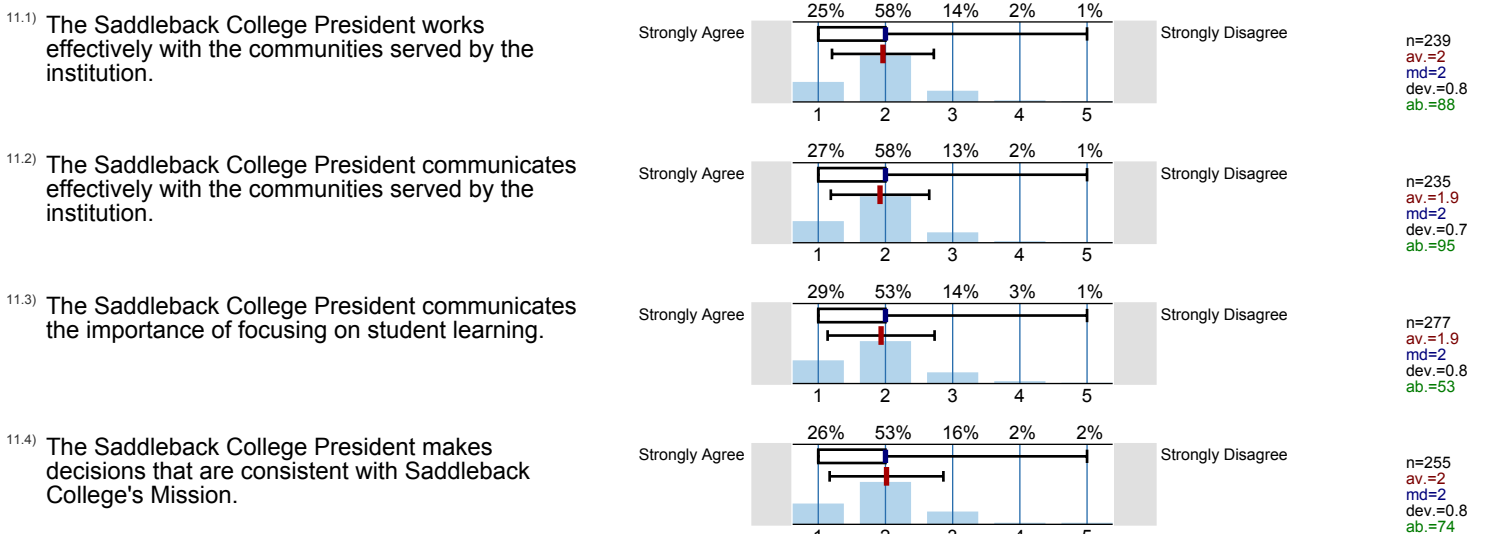 11.1) The Saddleback College President works
effectively with the communities served by the
institution.
25% 58% 14% 2% 1%
Strongly Agree
Strongly Disagree
1 2 3 4 5
n=239
av.=2
md=2
dev.=0.8
ab.=88
11.2) The Saddleback College President communicates
effectively with the communities served by the
institution.
27% 58% 13% 2% 1%
Strongly Agree
Strongly Disagree
1 2 3 4 5
n=235
av.=1.9
md=2
dev.=0.7
ab.=95
11.3) The Saddleback College President communicates
the importance of focusing on student learning.
29% 53% 14% 3% 1%
Strongly Agree
Strongly Disagree
1 2 3 4 5
n=277
av.=1.9
md=2
dev.=0.8
ab.=53
11.4) The Saddleback College President makes
decisions that are consistent with Saddleback
College's Mission.
26% 53% 16% 2% 2%
Strongly Agree
Strongly Disagree
1 2 3 4 5
n=255
av.=2
md=2
dev.=0.8
ab.=74